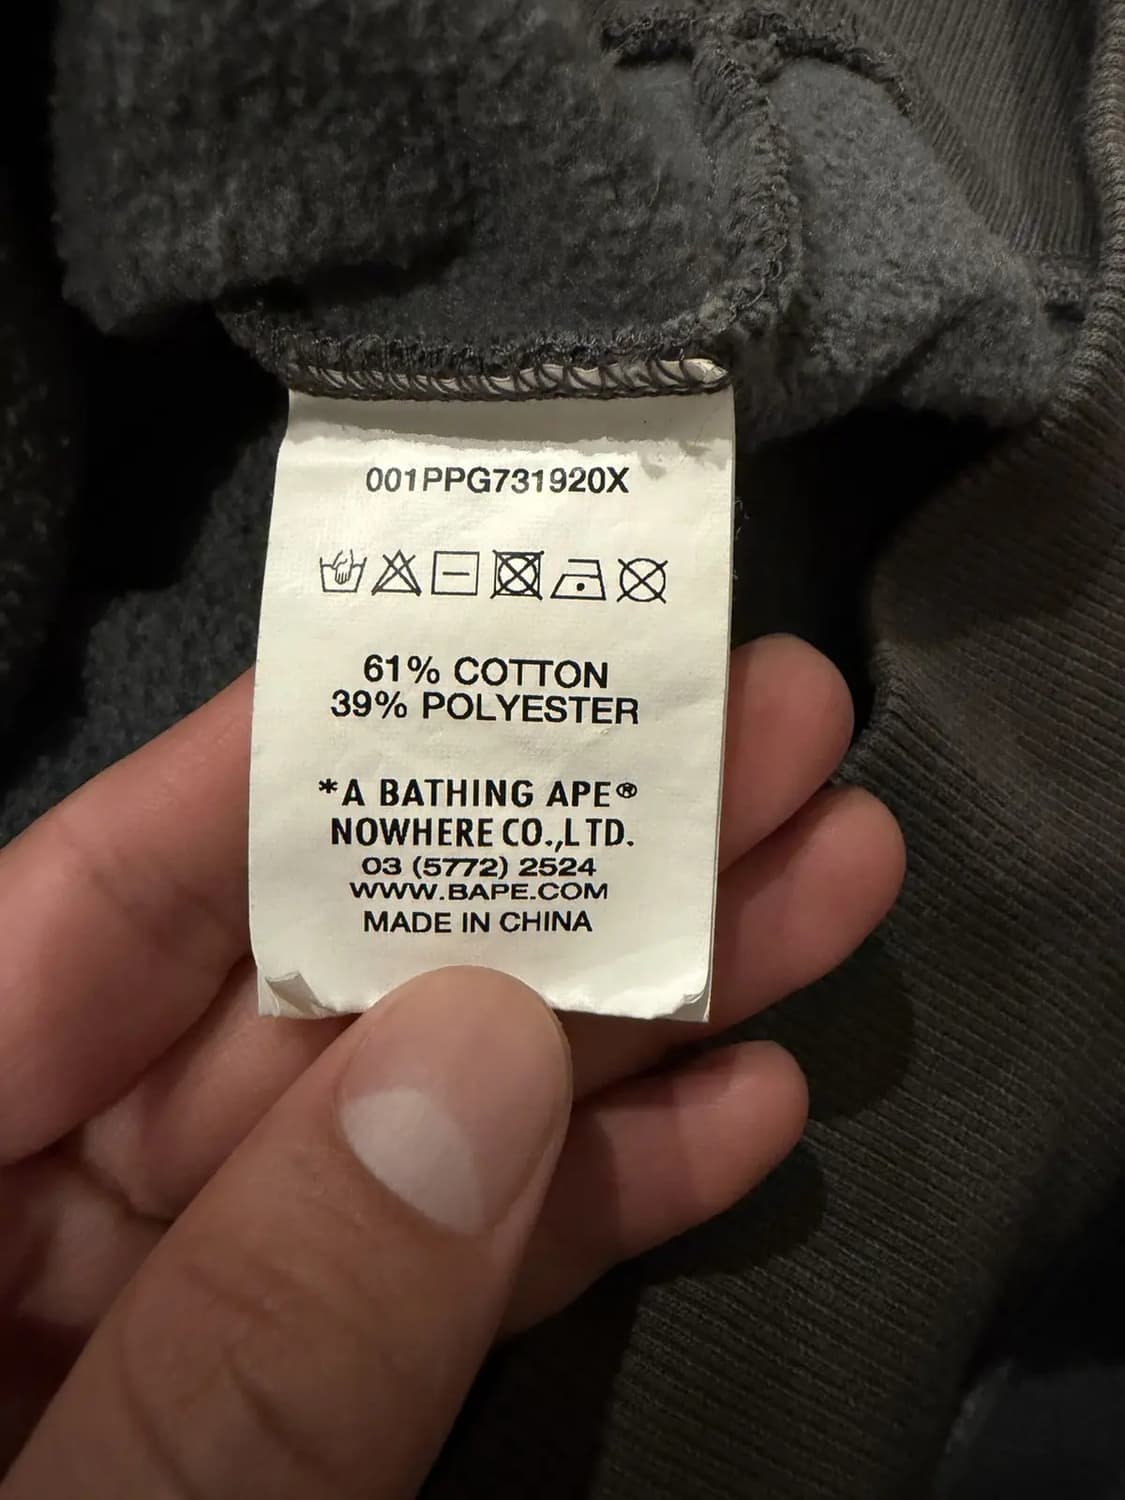 001PPG731920X
61% COTTON
39% POLYESTER
*A BATHING APE®
NOWHERE CO.,LTD.
03 (5772) 2524
WWW.BAPE.COM
MADE IN CHINA